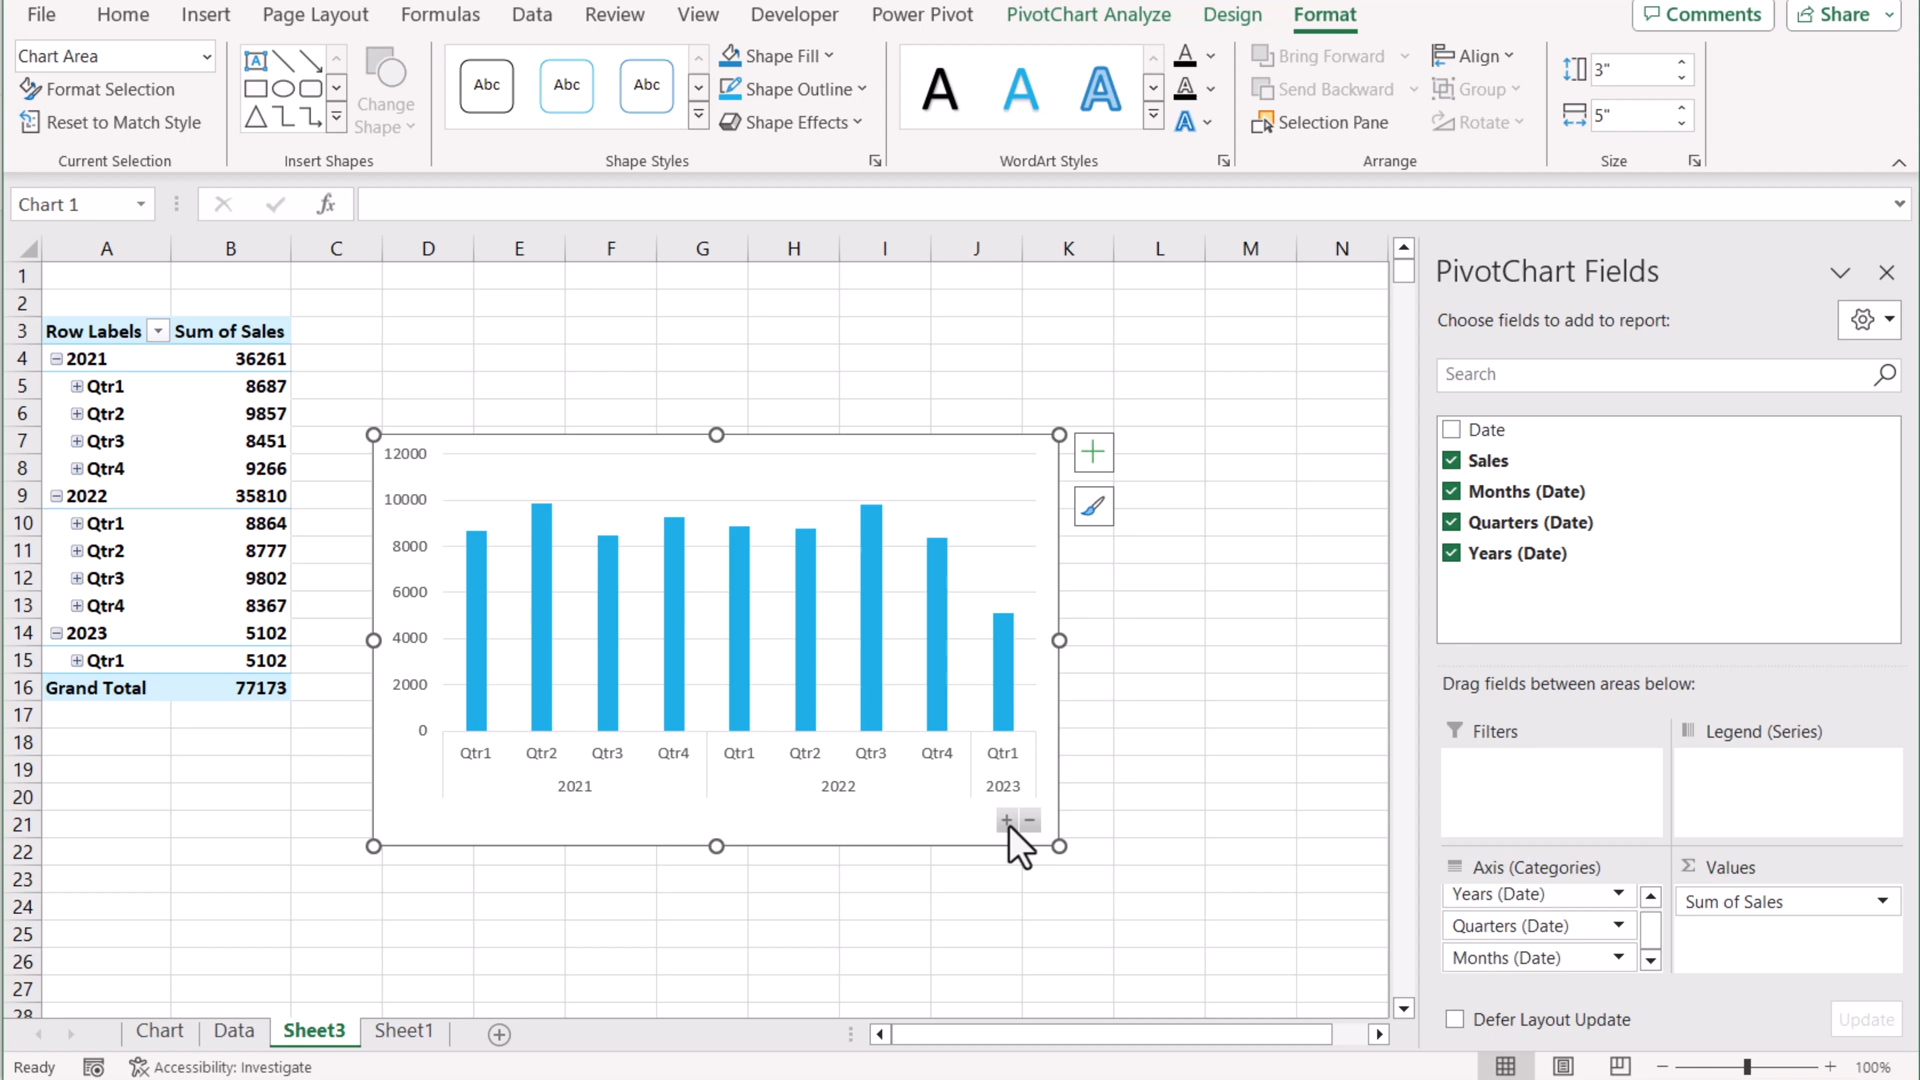 File Home Insert Page Layout Formulas Data Review View Developer Power Pivot PivotChart Analyze Design Format Comments Share
Chart Area
Format Selection
Reset to Match Style
Current Selection
Change
Shape
Insert Shapes
Abc Abc Abc
Shape Fill
Shape Outline
Shape Effects
Shape Styles
A A A
WordArt Styles
Bring Forward
Send Backward
Selection Pane
Align
Group
Rotate
Arrange
3"
5"
Size
Chart 1
fx
A B C D E F G H I J K L M N
1
2
3 Row Labels Sum of Sales
4 2021 36261
5 Qtr1 8687
6 Qtr2 9857
7 Qtr3 8451
8 Qtr4 9266
9 2022 35810
10 Qtr1 8864
11 Qtr2 8777
12 Qtr3 9802
13 Qtr4 8367
14 2023 5102
15 Qtr1 5102
16 Grand Total 77173
17
18
19
20
21
22
23
24
25
26
27
28
12000
10000
8000
6000
4000
2000
0
Qtr1 Qtr2 Qtr3 Qtr4 Qtr1 Qtr2 Qtr3 Qtr4 Qtr1
2021 2022 2023
PivotChart Fields
Choose fields to add to report:
Search
Date
Sales
Months (Date)
Quarters (Date)
Years (Date)
Drag fields between areas below:
Filters
Legend (Series)
Axis (Categories)
Years (Date)
Quarters (Date)
Months (Date)
Values
Sum of Sales
Defer Layout Update Update
Chart Data Sheet3 Sheet1
Ready Accessibility: Investigate 100%